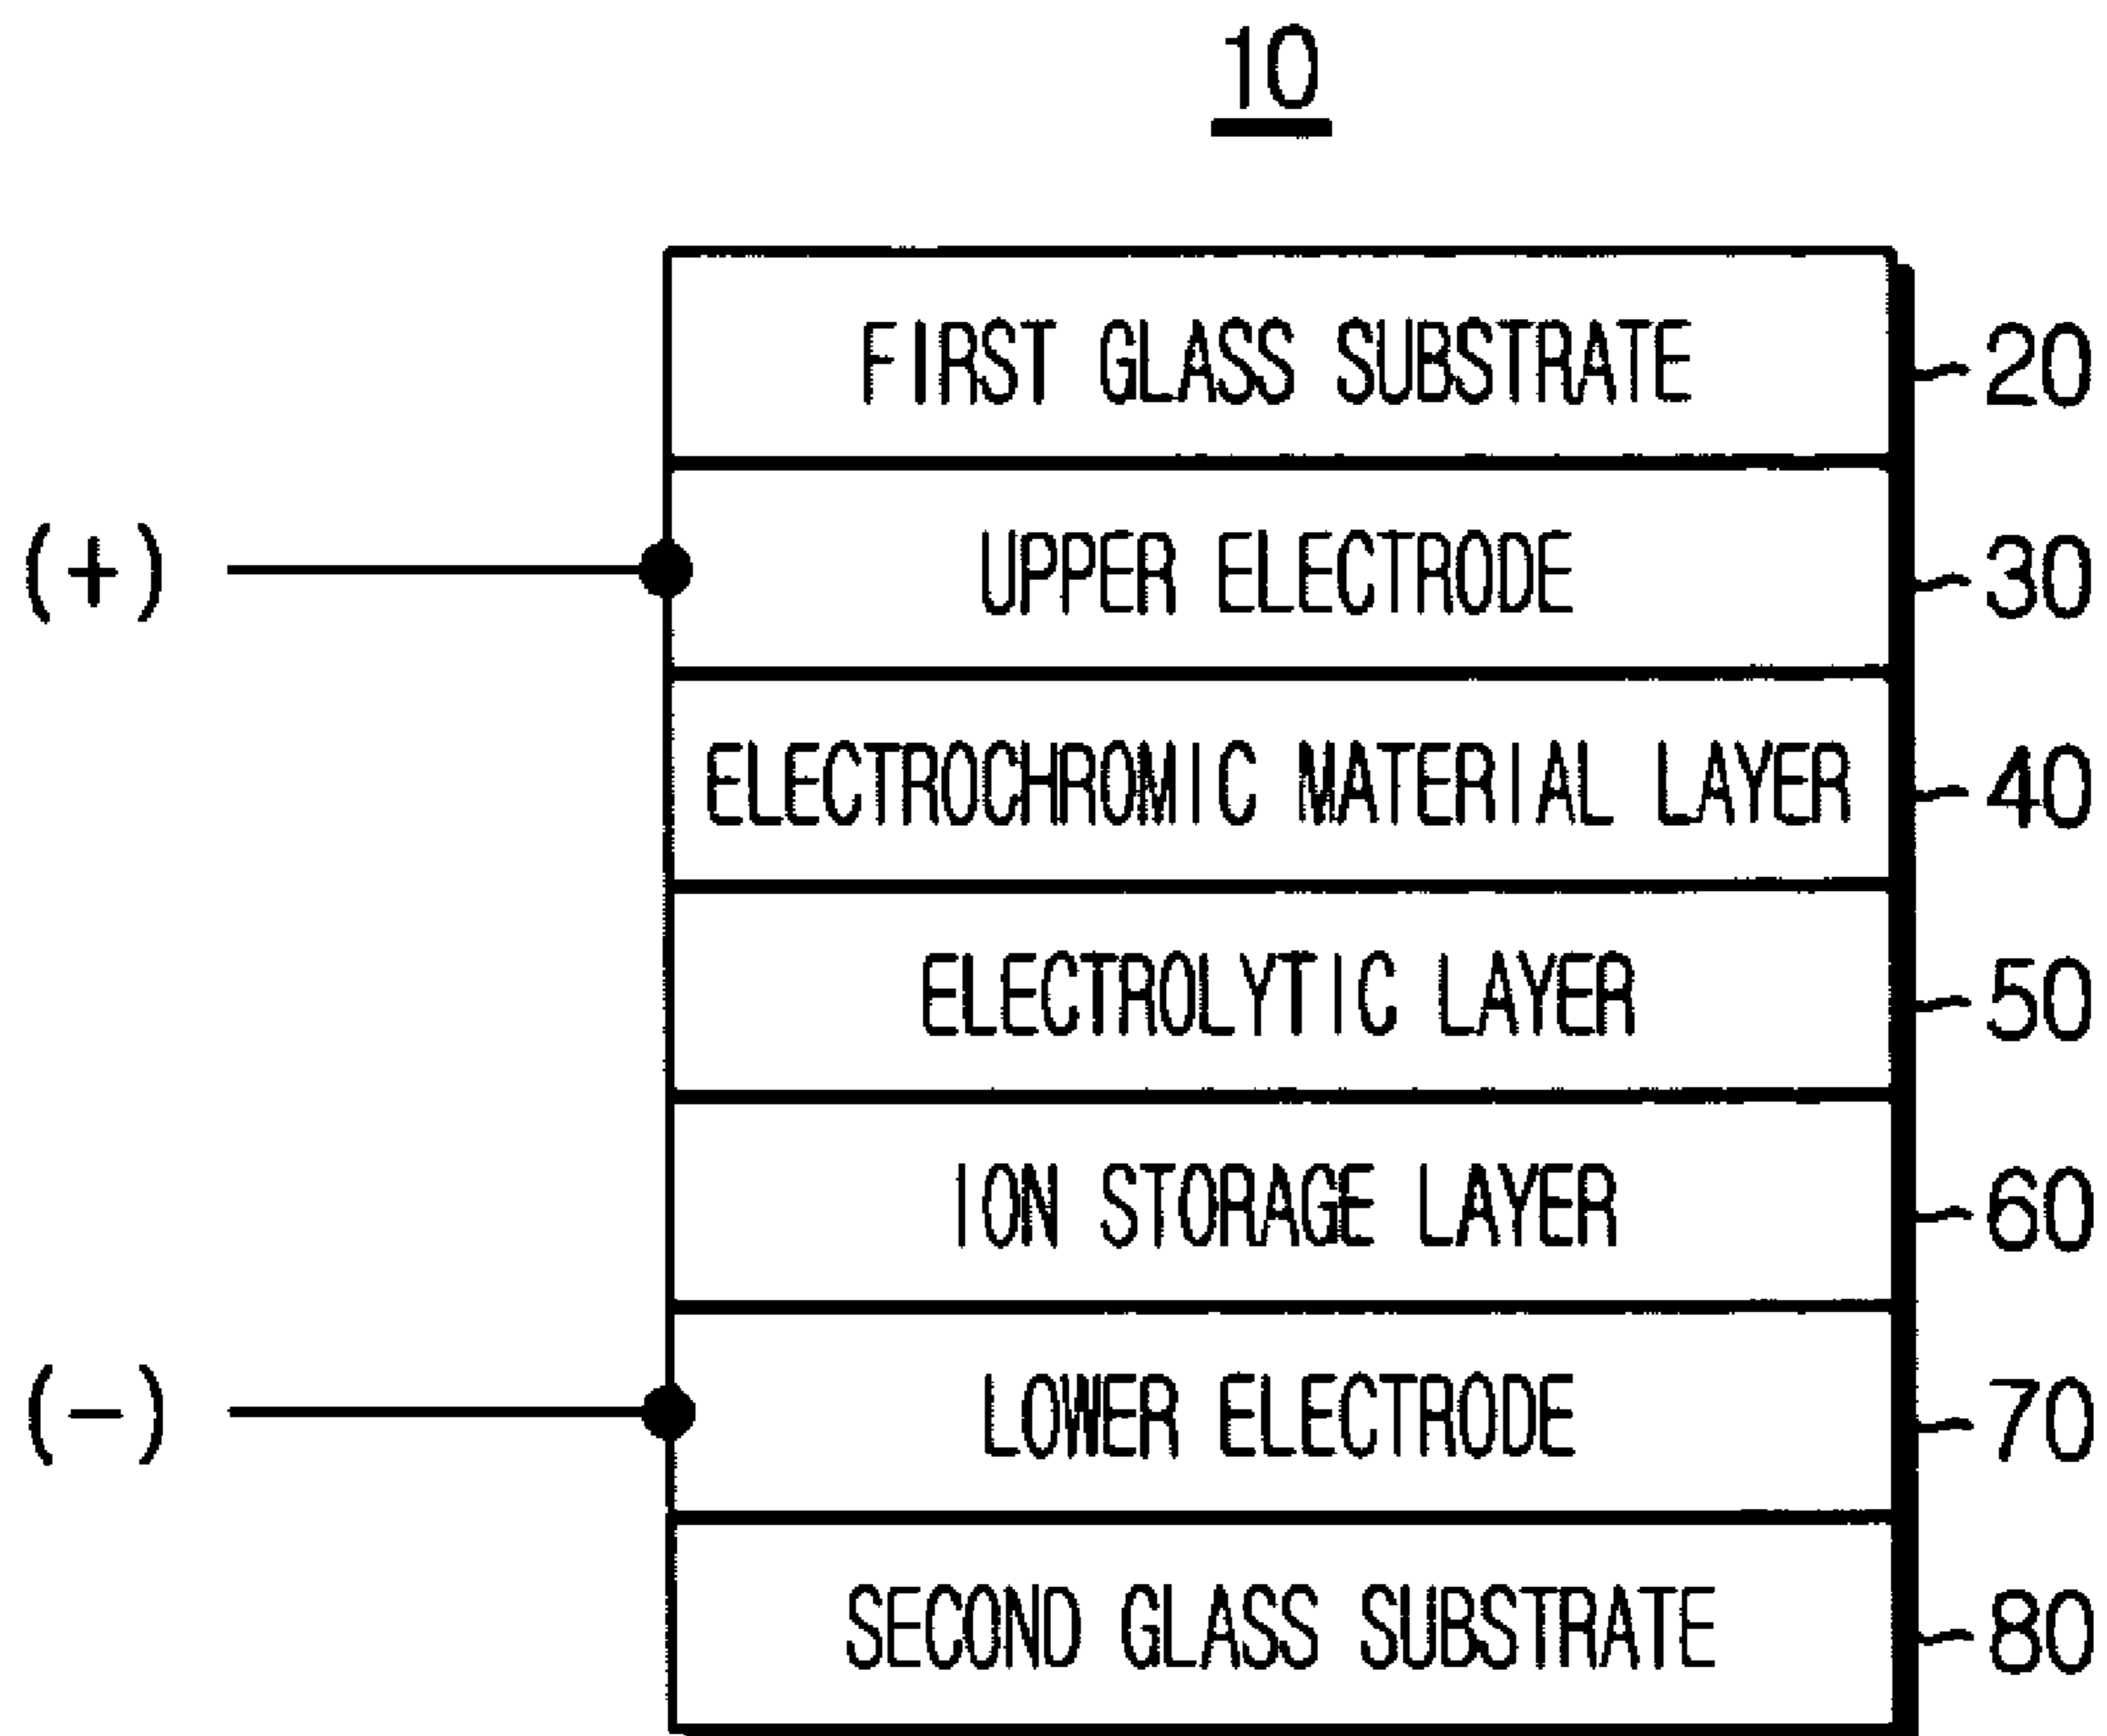 10
FIRST GLASS SUBSTRATE 20
(+) UPPER ELECTRODE 30
ELECTROCHROMIC MATERIAL LAYER 40
ELECTROLYTIC LAYER 50
ION STORAGE LAYER 60
(-) LOWER ELECTRODE 70
SECOND GLASS SUBSTRATE 80